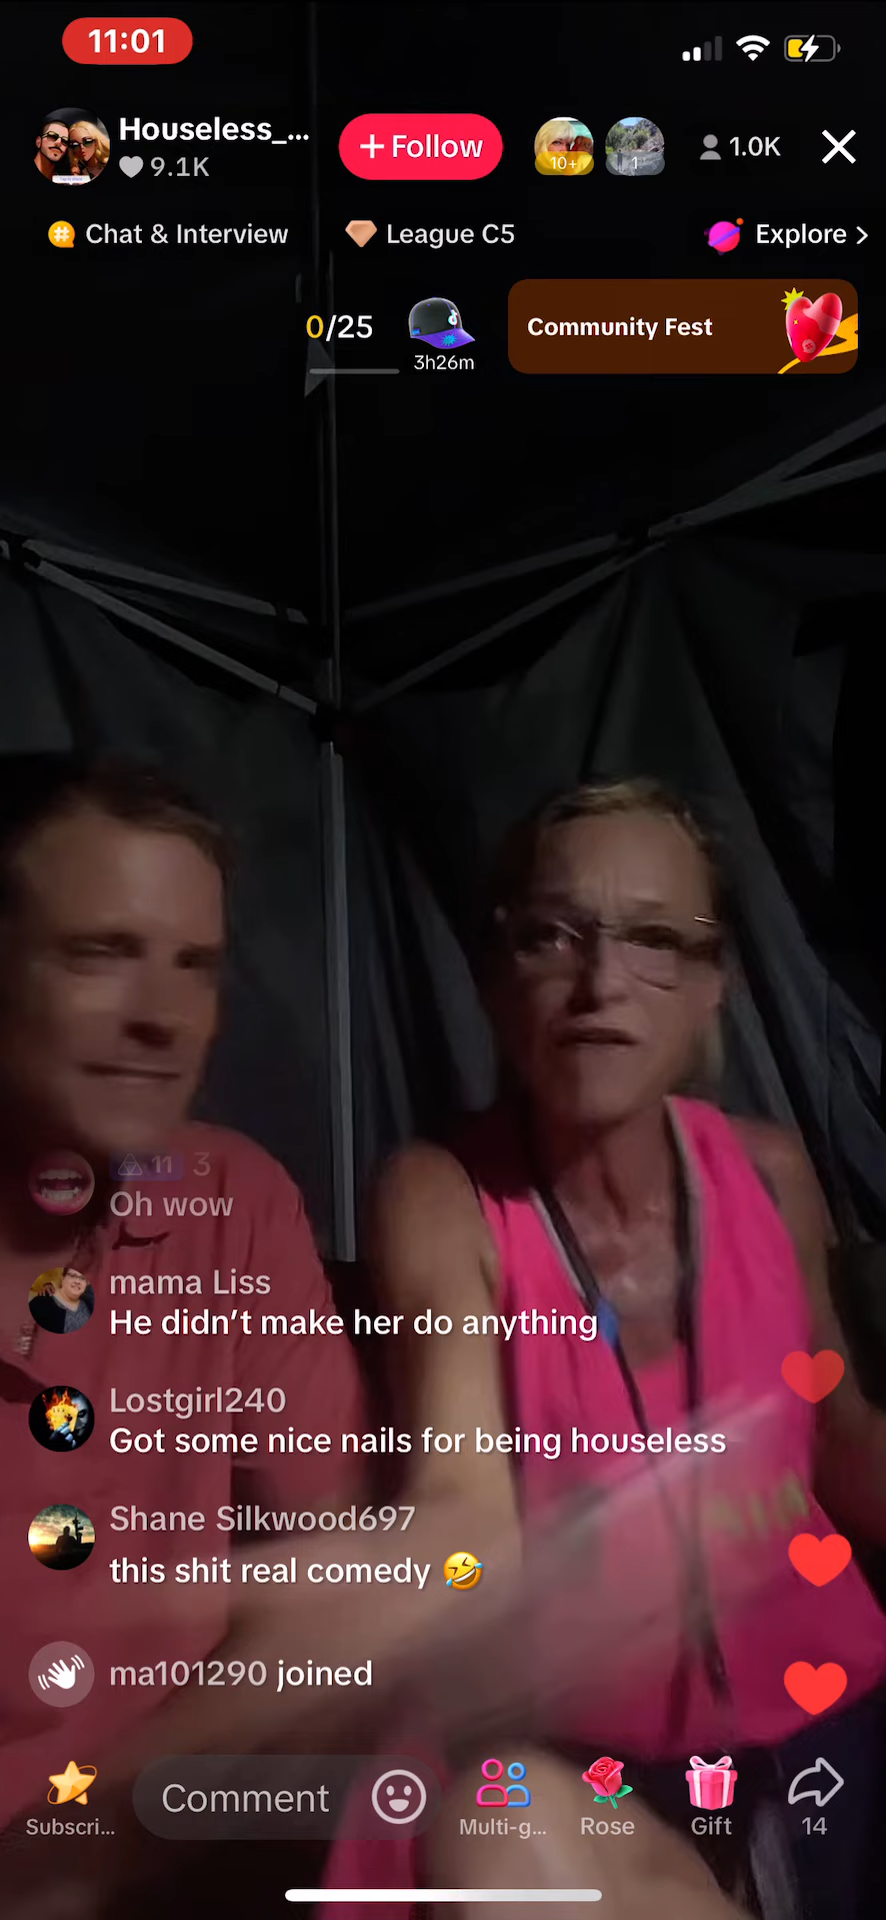 11:01
Houseless_...
9.1K
+ Follow
10+
1
1.0K
Chat & Interview
League C5
Explore >
0/25
3h26m
Community Fest
11 3
Oh wow
mama Liss
He didn't make her do anything
Lostgirl240
Got some nice nails for being houseless
Shane Silkwood697
this shit real comedy 🤣
ma101290 joined
Subscri...
Comment
Multi-g...
Rose
Gift
14